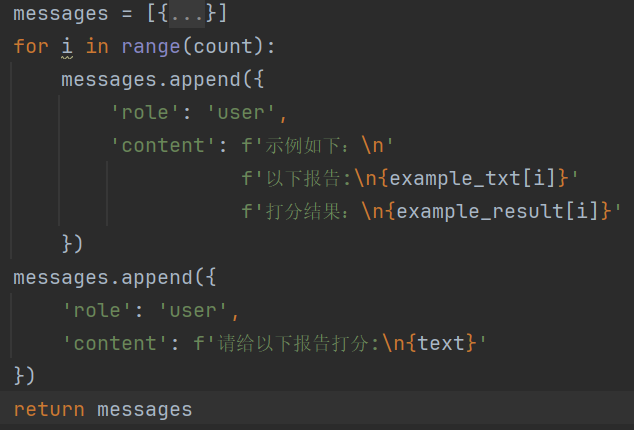 messages = [{...}]
for i in range(count):
    messages.append({
        'role': 'user',
        'content': f'示例如下：\n'
                   f'以下报告:\n{example_txt[i]}'
                   f'打分结果：\n{example_result[i]}'
    })
messages.append({
    'role': 'user',
    'content': f'请给以下报告打分:\n{text}'
})
return messages